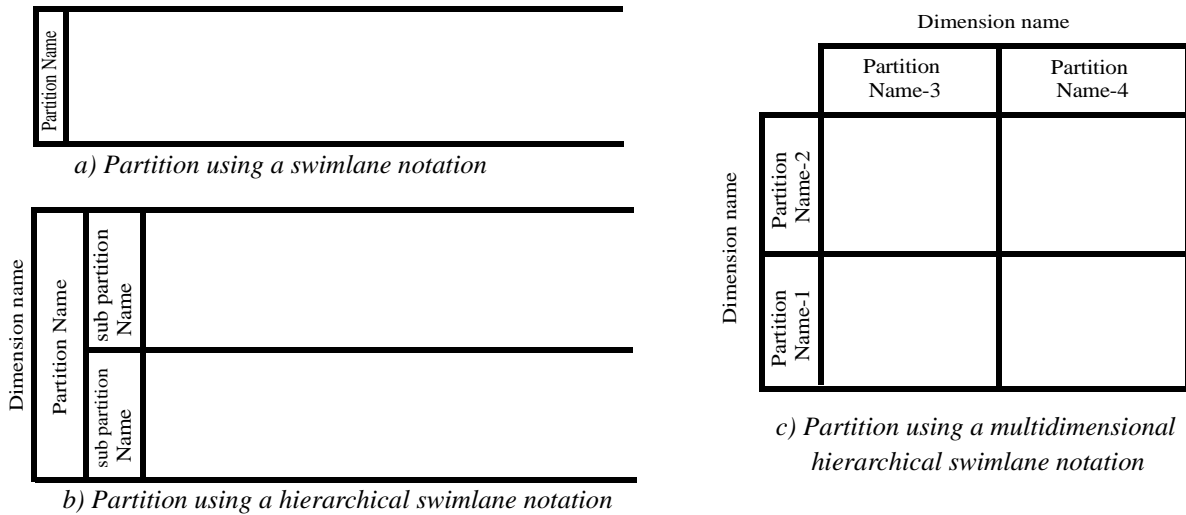 Partition Name
a) Partition using a swimlane notation
Dimension name
Partition Name
sub partition
Name
sub partition
Name
b) Partition using a hierarchical swimlane notation
Dimension name
Partition
Name-3
Partition
Name-4
Dimension name
Partition
Name-2
Partition
Name-1
c) Partition using a multidimensional
hierarchical swimlane notation